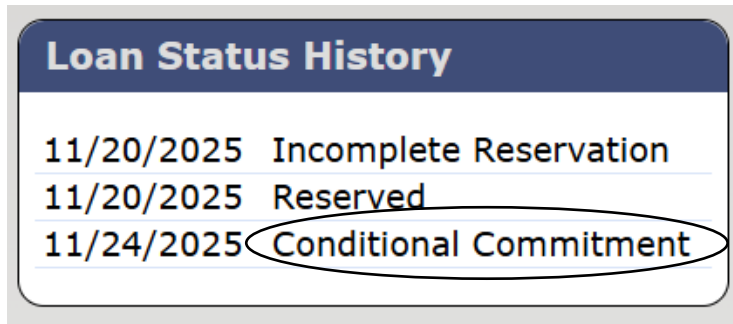 Loan Status History
11/20/2025 Incomplete Reservation
11/20/2025 Reserved
11/24/2025 Conditional Commitment